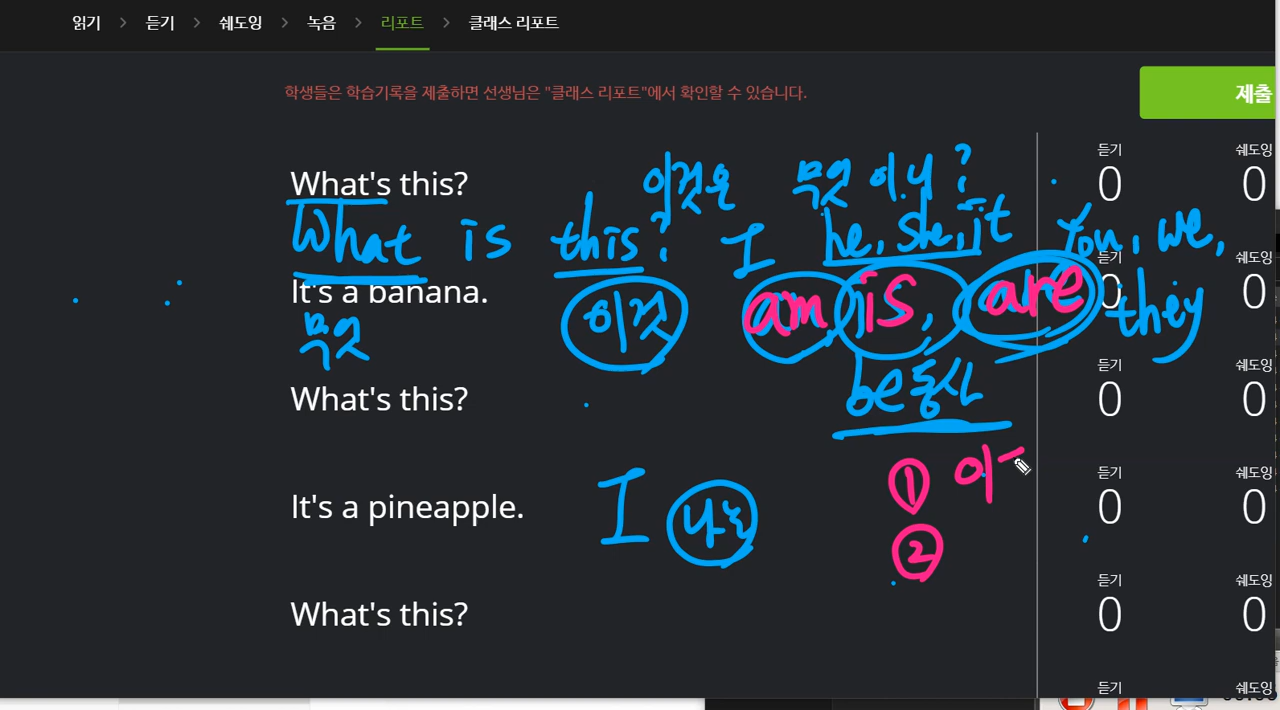 읽기 > 듣기 > 쉐도잉 > 녹음 > 리포트 > 클래스 리포트
학생들은 학습기록을 제출하면 선생님은 "클래스 리포트"에서 확인할 수 있습니다.
제출
듣기 쉐도잉
What's this? 이것은 무엇이니? 0 0
What is this? I he, she, it you, we,
듣기 쉐도잉
It's a banana. 이것 am, is, are they 0 0
무엇
be동사
듣기 쉐도잉
What's this? 0 0
듣기 쉐도잉
① 이
It's a pineapple. I 나는 0 0
②
듣기 쉐도잉
What's this? 0 0
듣기 쉐도잉